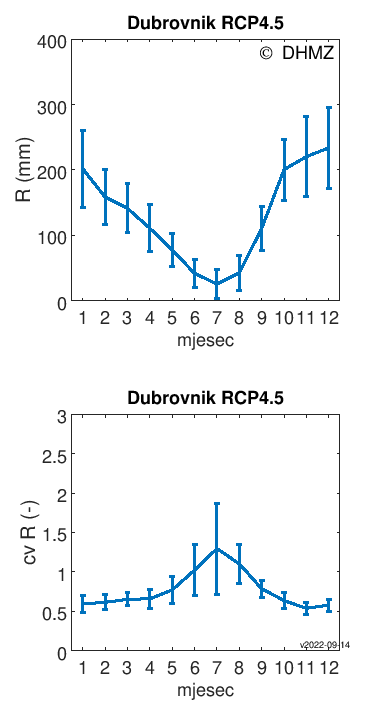 Dubrovnik RCP4.5
© DHMZ
400
300
200
100
0
R (mm)
1 2 3 4 5 6 7 8 9 10 11 12
mjesec
Dubrovnik RCP4.5
3
2.5
2
1.5
1
0.5
0
cv R (-)
v2022-09-14
1 2 3 4 5 6 7 8 9 10 11 12
mjesec